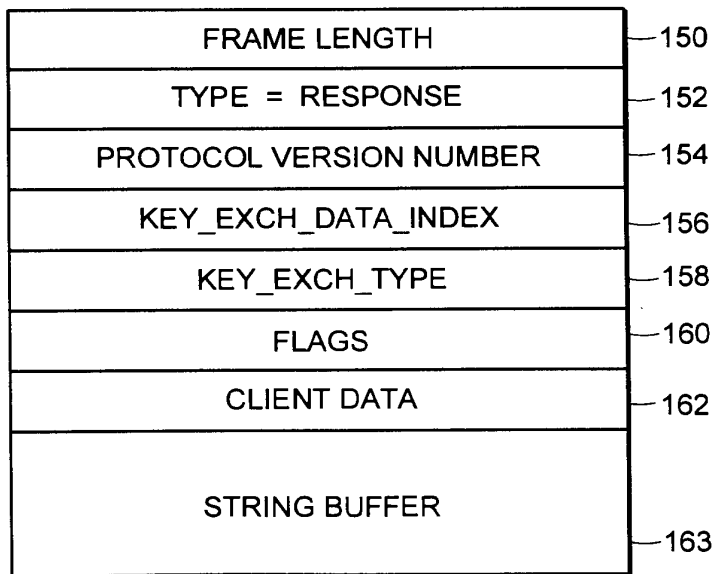 FRAME LENGTH 150
TYPE = RESPONSE 152
PROTOCOL VERSION NUMBER 154
KEY_EXCH_DATA_INDEX 156
KEY_EXCH_TYPE 158
FLAGS 160
CLIENT DATA 162
STRING BUFFER
163